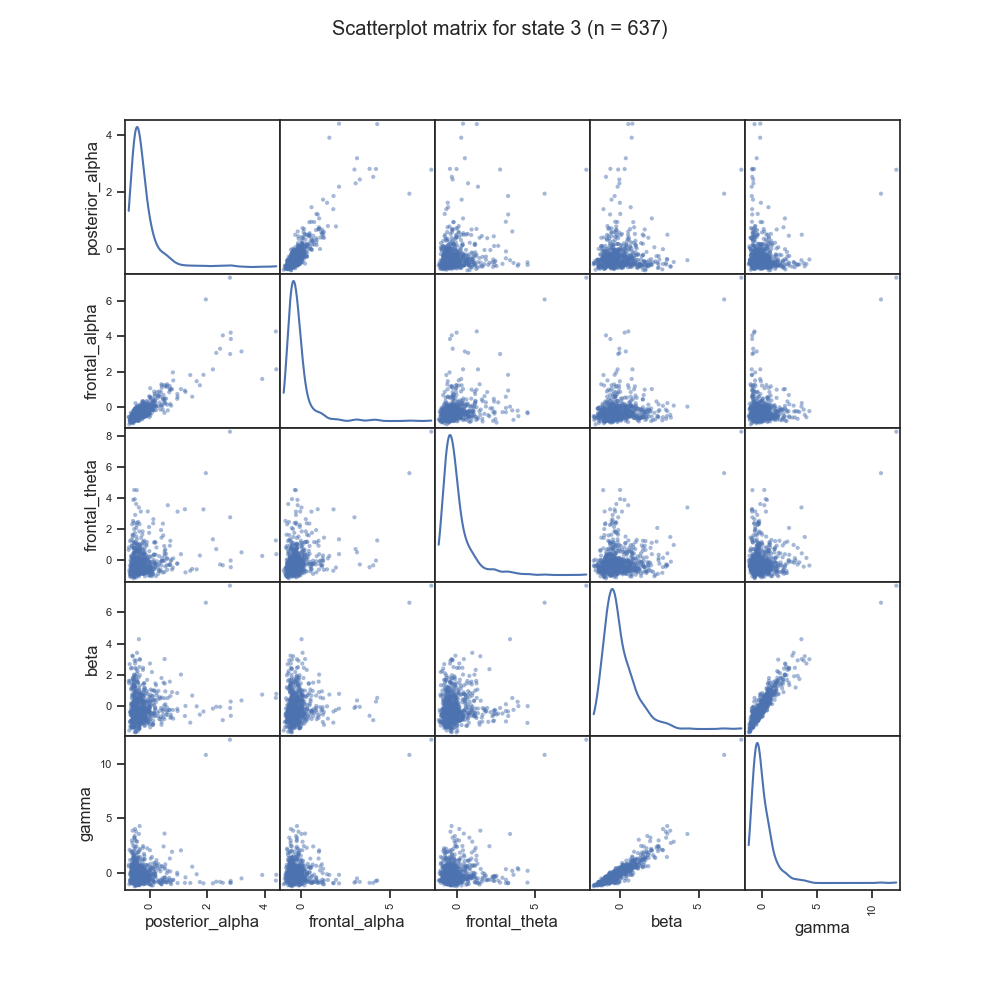 Scatterplot matrix for state 3 (n = 637)
posterior_alpha
4
2
0
frontal_alpha
6
4
2
0
frontal_theta
8
6
4
2
0
beta
6
4
2
0
gamma
10
5
0
0 2 4 0 5 0 5 0 5 0 5 10
posterior_alpha frontal_alpha frontal_theta beta gamma